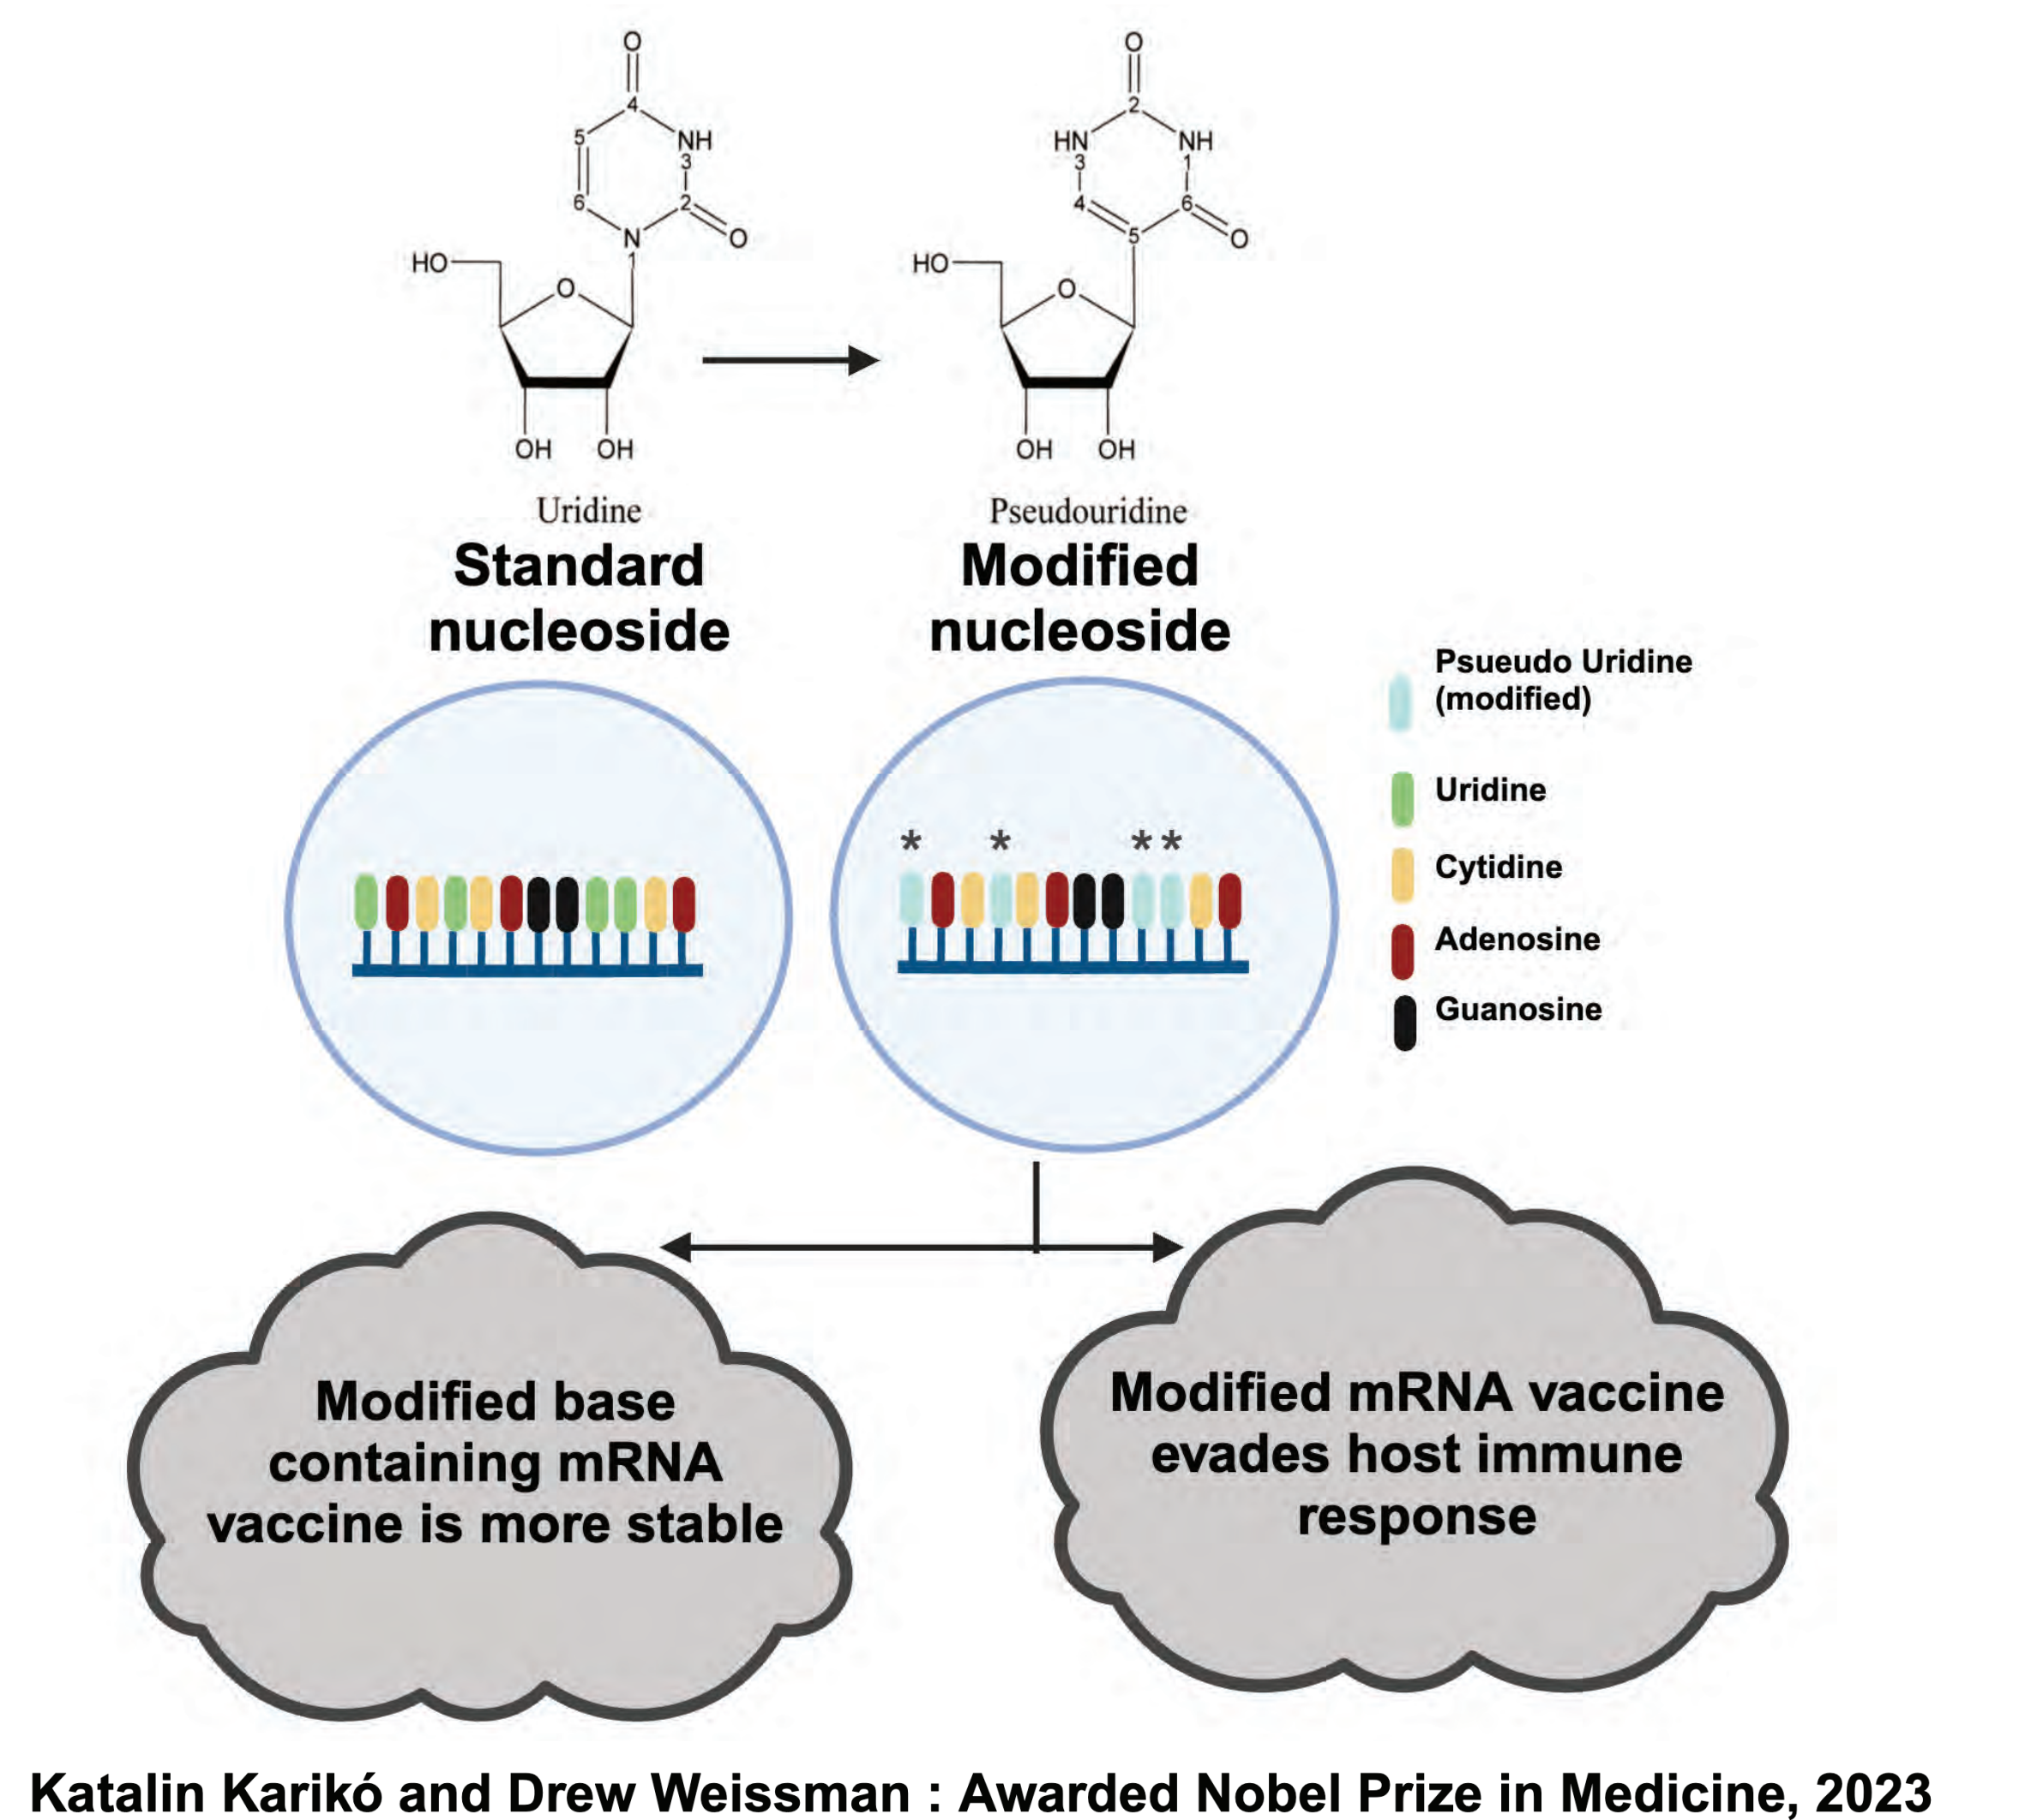 O
4
5
NH
3
6
2
N
O
1
HO
O
OH OH
Uridine
Standard
nucleoside
O
2
HN
3
NH
1
4
6
5
O
HO
O
OH OH
Pseudouridine
Modified
nucleoside
* * * *
Psueudo Uridine
(modified)
Uridine
Cytidine
Adenosine
Guanosine
Modified base
containing mRNA
vaccine is more stable
Modified mRNA vaccine
evades host immune
response
Katalin Karikó and Drew Weissman : Awarded Nobel Prize in Medicine, 2023